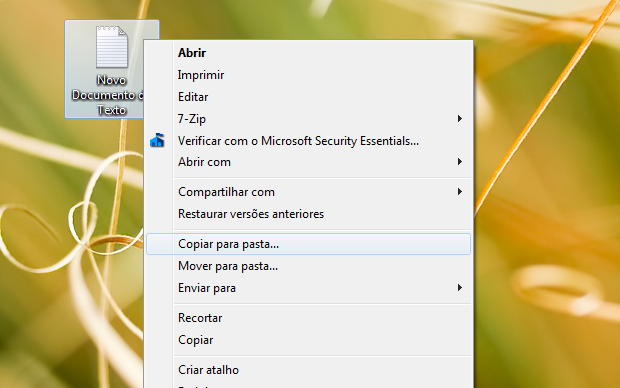 Novo
Documento d
Texto
Abrir
Imprimir
Editar
7-Zip
Verificar com o Microsoft Security Essentials...
Abrir com
Compartilhar com
Restaurar versões anteriores
Copiar para pasta...
Mover para pasta...
Enviar para
Recortar
Copiar
Criar atalho